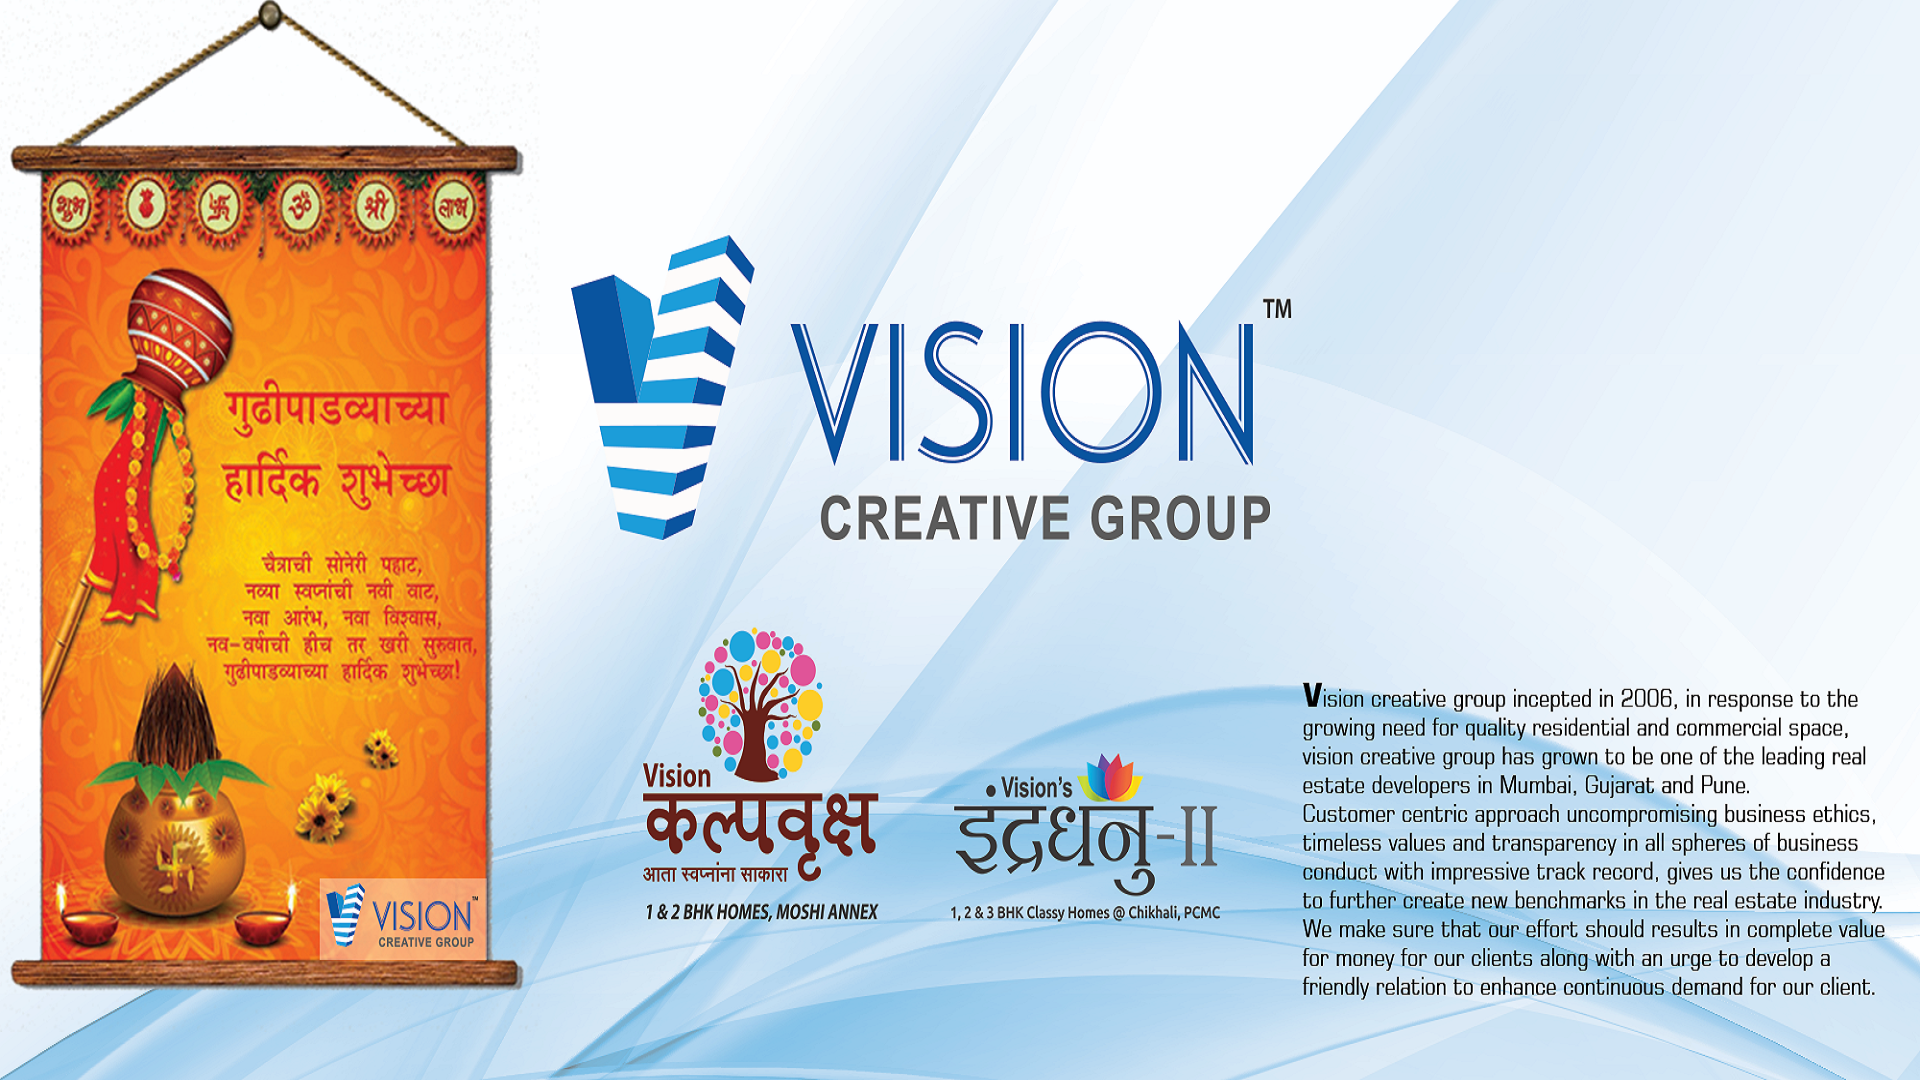 शुभ
ॐ
श्री
लाभ
गुढीपाडव्याच्या
हार्दिक शुभेच्छा
चैत्राची सोनेरी पहाट,
नव्या स्वप्नांची नवी वाट,
नवा आरंभ, नवा विश्वास,
नव-वर्षाची हीच तर खरी सुरुवात,
गुढीपाडव्याच्या हार्दिक शुभेच्छा!
VISION™
CREATIVE GROUP
VISION™
CREATIVE GROUP
Vision
कल्पवृक्ष
आता स्वप्नांना साकारा
1 & 2 BHK HOMES, MOSHI ANNEX
Vision's
इंद्रधनु-II
1, 2 & 3 BHK Classy Homes @ Chikhali, PCMC
Vision creative group incepted in 2006, in response to the
growing need for quality residential and commercial space,
vision creative group has grown to be one of the leading real
estate developers in Mumbai, Gujarat and Pune.
Customer centric approach uncompromising business ethics,
timeless values and transparency in all spheres of business
conduct with impressive track record, gives us the confidence
to further create new benchmarks in the real estate industry.
We make sure that our effort should results in complete value
for money for our clients along with an urge to develop a
friendly relation to enhance continuous demand for our client.